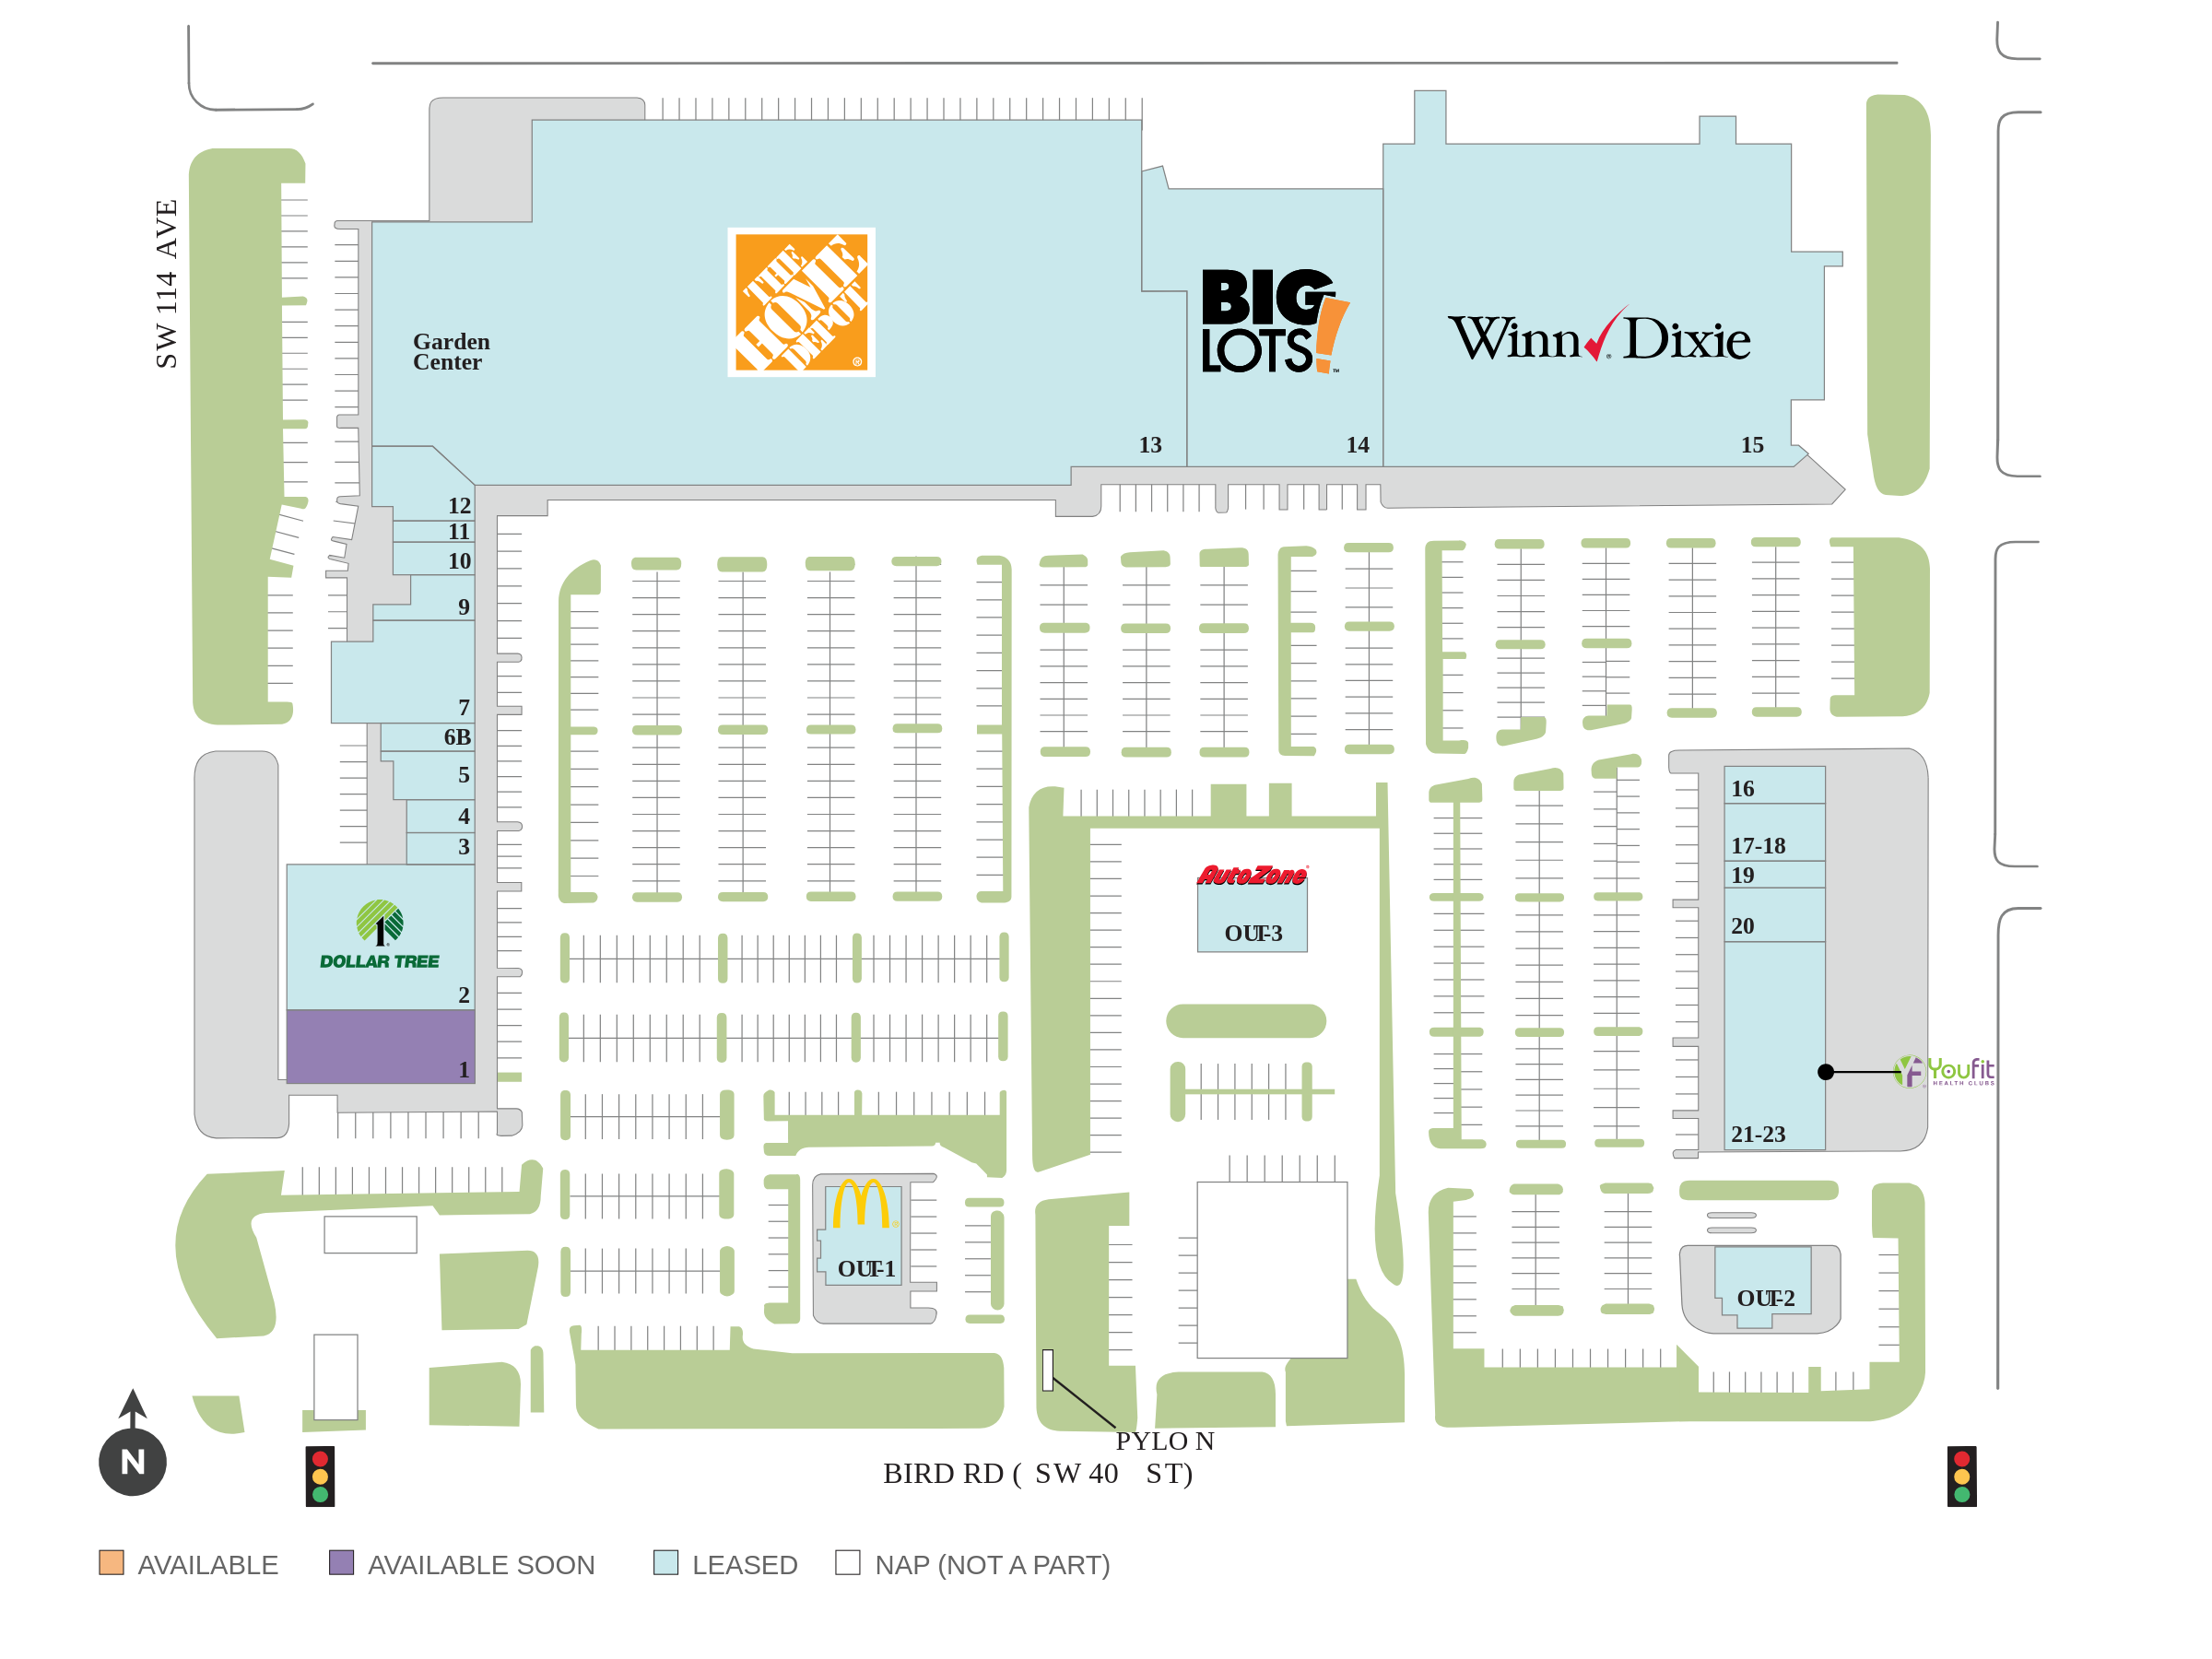 SW 114 AVE
Garden
Center
THE
HOME
DEPOT
®
BIG
LOTS!
™
Winn Dixie
®
13
14
15
12
11
10
9
7
6B
5
4
3
DOLLAR TREE
2
1
16
17-18
19
20
21-23
AutoZone
OUT-3
YF Youfit
HEALTH CLUBS
OUT-1
OUT-2
PYLO N
BIRD RD ( SW 40 ST)
N
AVAILABLE
AVAILABLE SOON
LEASED
NAP (NOT A PART)